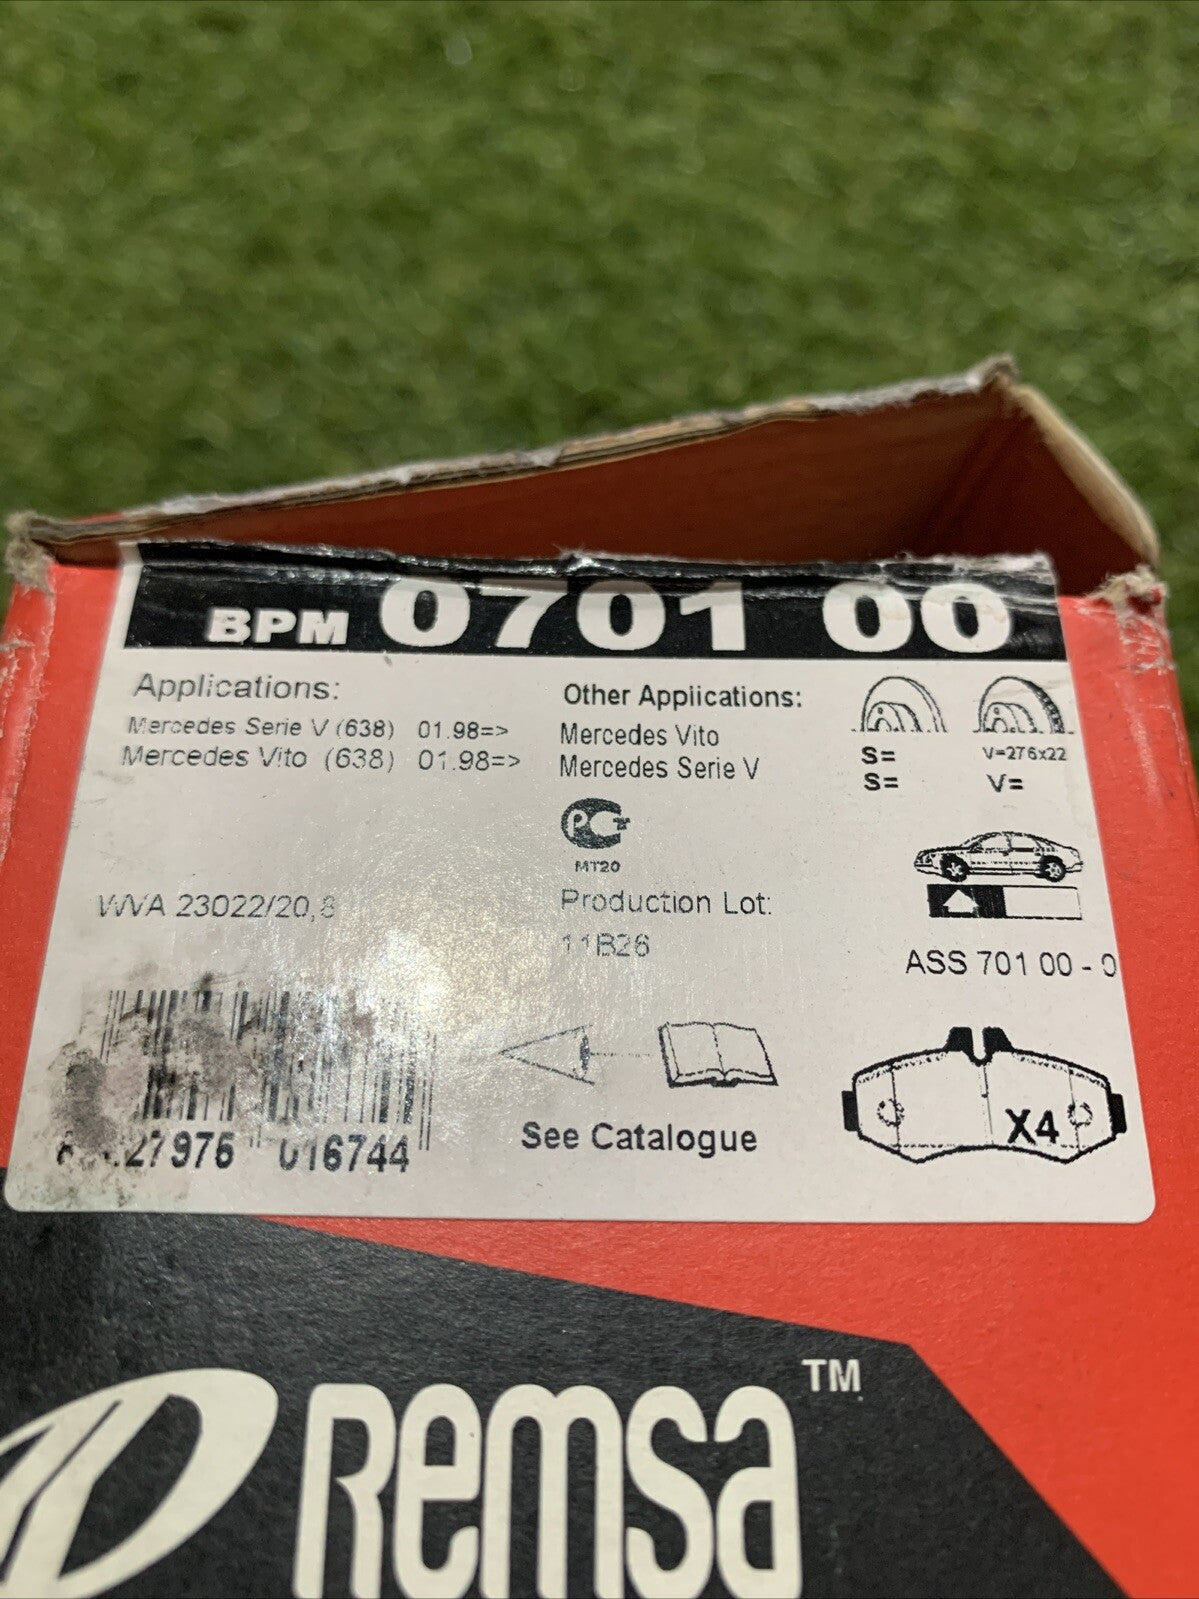 BPM 0701 00
Applications:
Mercedes Serie V (638) 01.98=>
Mercedes Vito (638) 01.98=>
Other Applications:
Mercedes Vito
Mercedes Serie V
S= V=276x22
S= V=
PCT
MT20
WVA 23022/20,8
Production Lot:
11B26
ASS 701 00 - 0
27976 016744
See Catalogue
X4
Remsa™